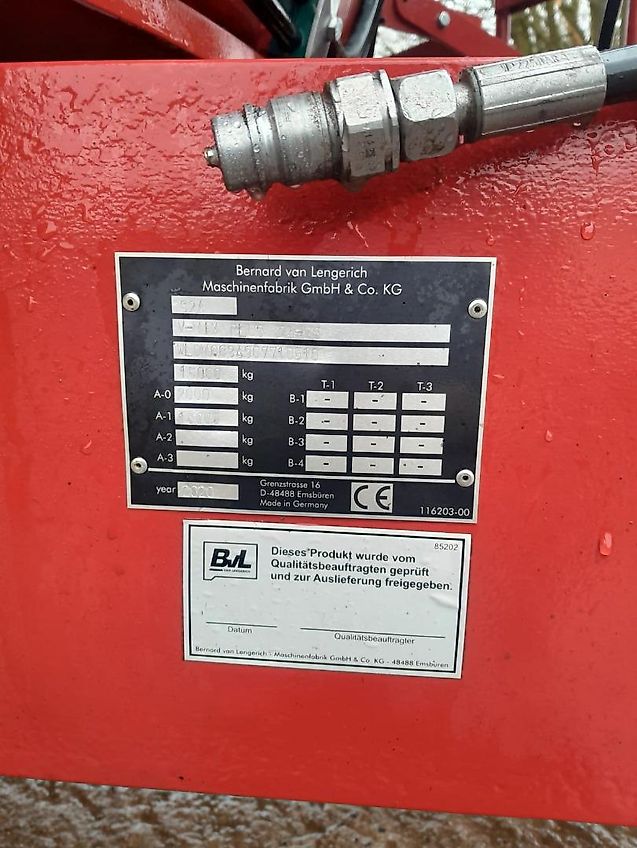 Bernard van Lengerich
Maschinenfabrik GmbH & Co. KG
kg
A-0 kg
A-1 kg
A-2 kg
A-3 kg
T-1 T-2 T-3
B-1 - - -
B-2 - - -
B-3 - - -
B-4 - - -
year 2020
Grenzstrasse 16
D-48488 Emsbüren
Made in Germany
CE
116203-00
85202
BvL
VAN LENGERICH
Dieses Produkt wurde vom
Qualitätsbeauftragten geprüft
und zur Auslieferung freigegeben.
Datum Qualitätsbeauftragter
Bernard van Lengerich - Maschinenfabrik GmbH & Co. KG - 48488 Emsbüren